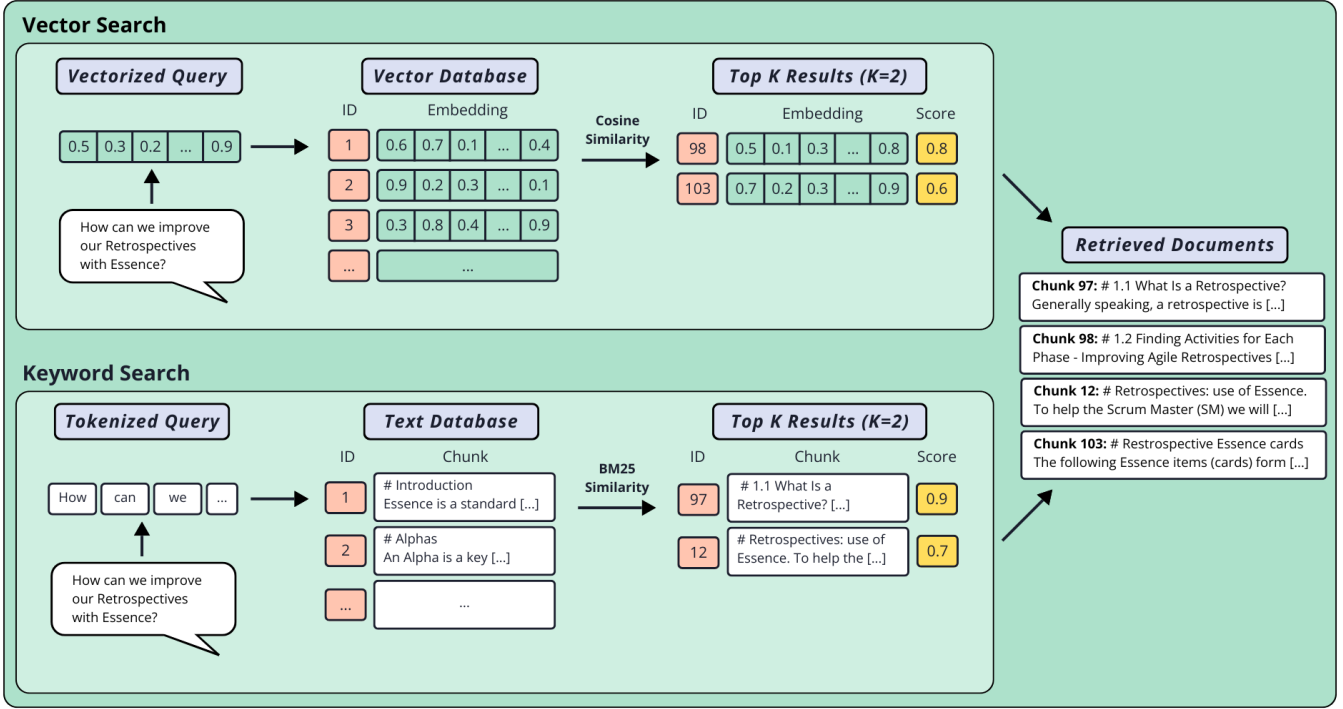 Vector Search
Vectorized Query
0.5 0.3 0.2 ... 0.9
How can we improve
our Retrospectives
with Essence?
Vector Database
ID Embedding
1 0.6 0.7 0.1 ... 0.4
2 0.9 0.2 0.3 ... 0.1
3 0.3 0.8 0.4 ... 0.9
... ...
Cosine
Similarity
Top K Results (K=2)
ID Embedding Score
98 0.5 0.1 0.3 ... 0.8 0.8
103 0.7 0.2 0.3 ... 0.9 0.6
Keyword Search
Tokenized Query
How can we ...
How can we improve
our Retrospectives
with Essence?
Text Database
ID Chunk
1 # Introduction
Essence is a standard [...]
2 # Alphas
An Alpha is a key [...]
... ...
BM25
Similarity
Top K Results (K=2)
ID Chunk Score
97 # 1.1 What Is a
Retrospective? [...] 0.9
12 # Retrospectives: use of
Essence. To help the [...] 0.7
Retrieved Documents
Chunk 97: # 1.1 What Is a Retrospective?
Generally speaking, a retrospective is [...]
Chunk 98: # 1.2 Finding Activities for Each
Phase - Improving Agile Retrospectives [...]
Chunk 12: # Retrospectives: use of Essence.
To help the Scrum Master (SM) we will [...]
Chunk 103: # Restrospective Essence cards
The following Essence items (cards) form [...]